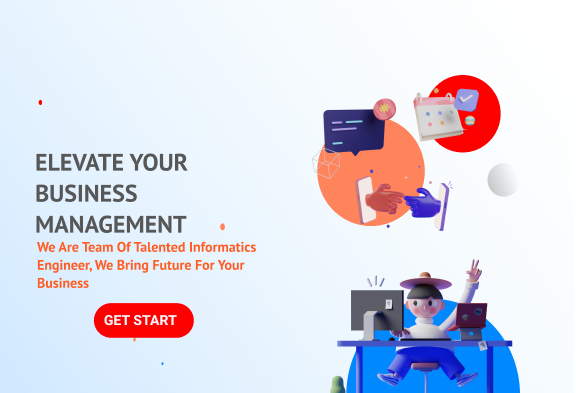 ELEVATE YOUR
BUSINESS
MANAGEMENT
We Are Team Of Talented Informatics
Engineer, We Bring Future For Your
Business
GET START